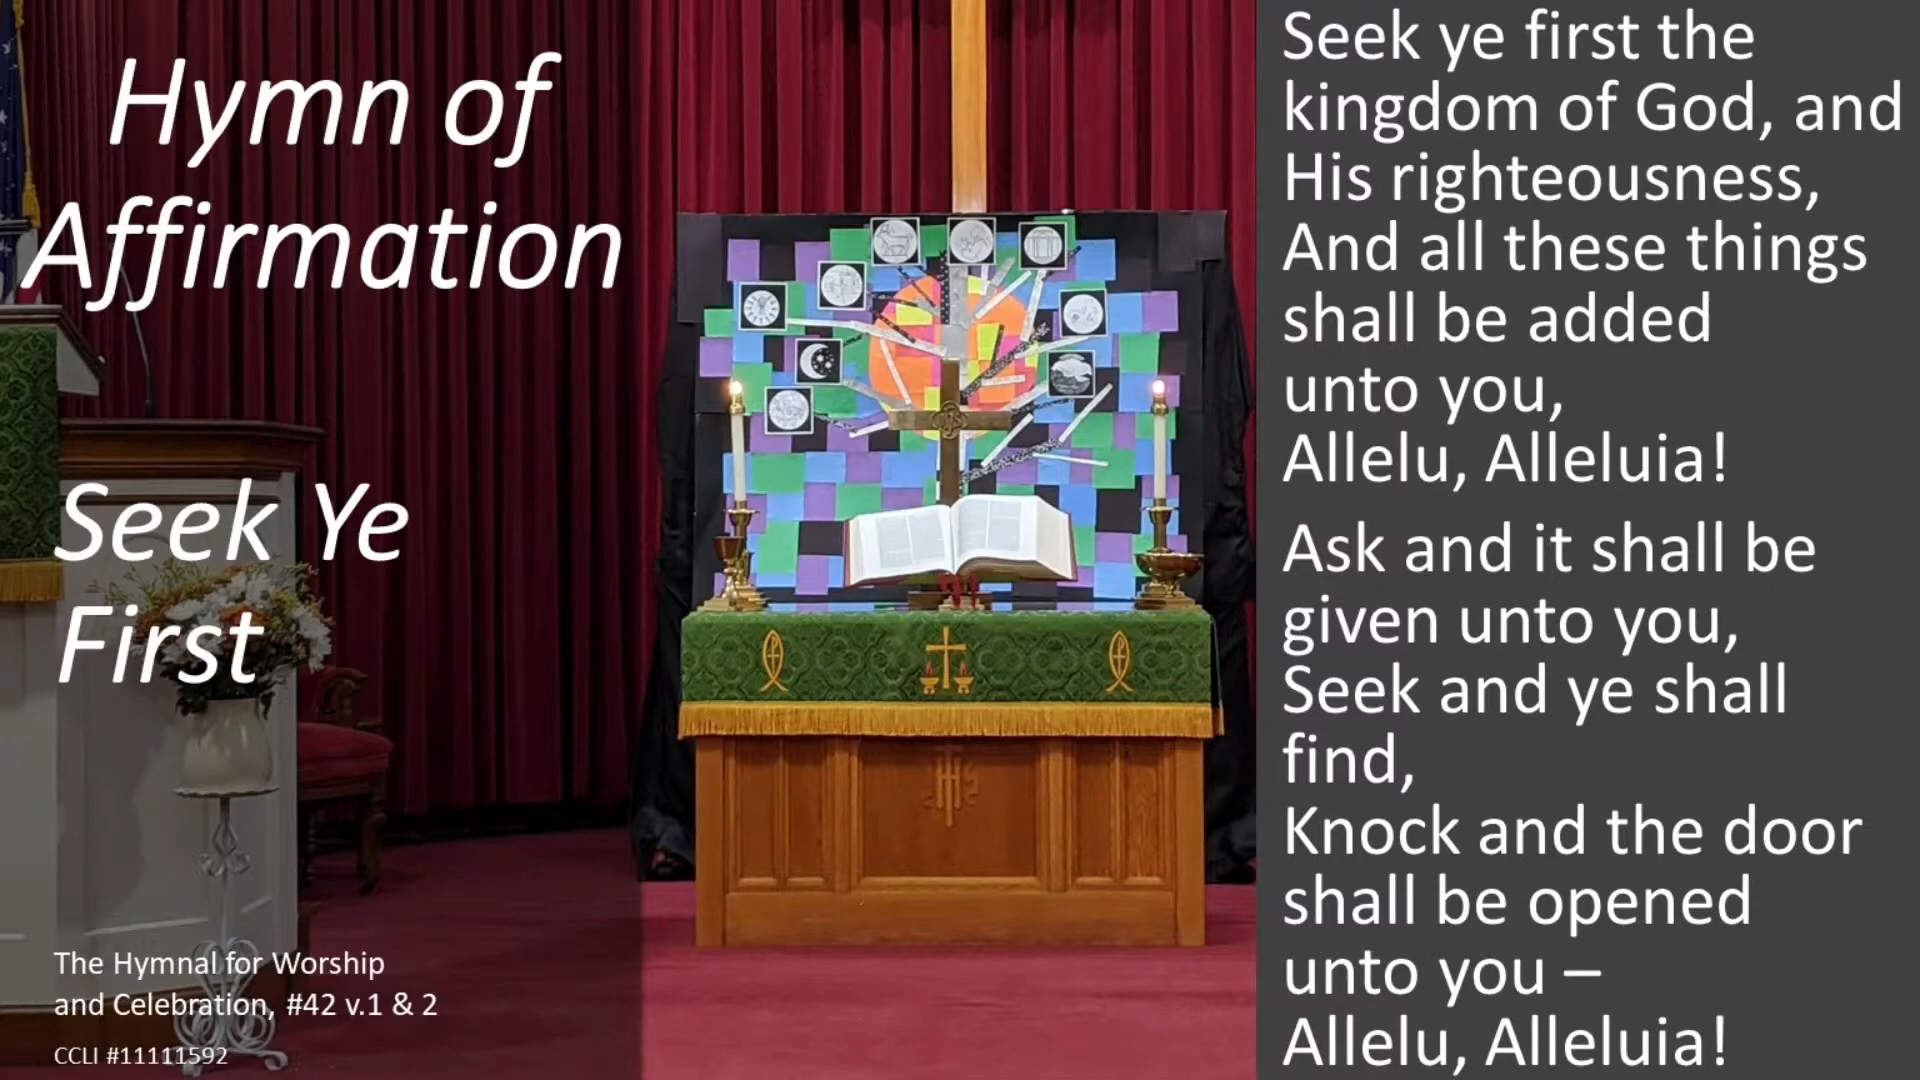 Hymn of
Affirmation
Seek Ye
First
The Hymnal for Worship
and Celebration, #42 v.1 & 2
CCLI #11111592
IHS
Seek ye first the
kingdom of God, and
His righteousness,
And all these things
shall be added
unto you,
Allelu, Alleluia!
Ask and it shall be
given unto you,
Seek and ye shall
find,
Knock and the door
shall be opened
unto you –
Allelu, Alleluia!